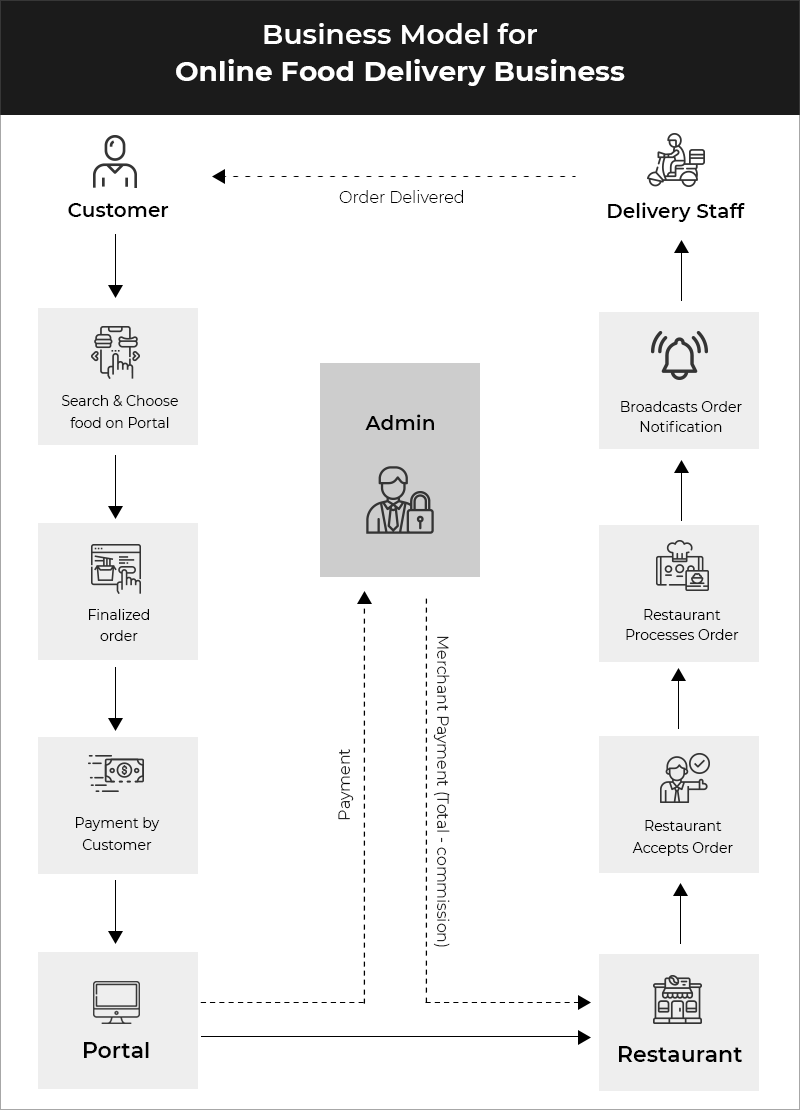 Business Model for
Online Food Delivery Business
Customer
Order Delivered
Delivery Staff
Search & Choose
food on Portal
Finalized
order
Payment by
Customer
Portal
Admin
Payment
Merchant Payment (Total - commission)
Broadcasts Order
Notification
Restaurant
Processes Order
Restaurant
Accepts Order
Restaurant